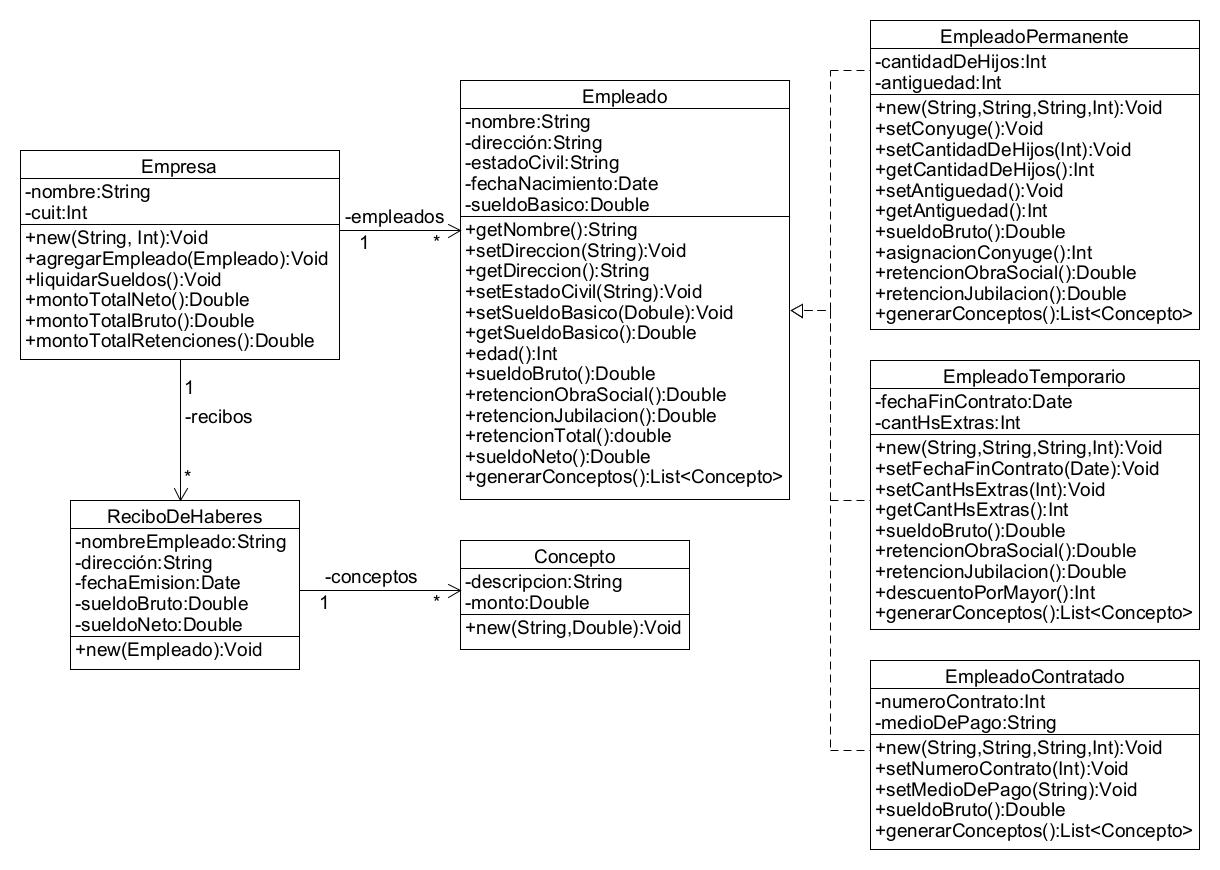 Empresa
-nombre:String
-cuit:Int
+new(String, Int):Void
+agregarEmpleado(Empleado):Void
+liquidarSueldos():Void
+montoTotalNeto():Double
+montoTotalBruto():Double
+montoTotalRetenciones():Double
-empleados
1
*
1
-recibos
*
Empleado
-nombre:String
-dirección:String
-estadoCivil:String
-fechaNacimiento:Date
-sueldoBasico:Double
+getNombre():String
+setDireccion(String):Void
+getDireccion():String
+setEstadoCivil(String):Void
+setSueldoBasico(Dobule):Void
+getSueldoBasico():Double
+edad():Int
+sueldoBruto():Double
+retencionObraSocial():Double
+retencionJubilacion():Double
+retencionTotal():double
+sueldoNeto():Double
+generarConceptos():List<Concepto>
ReciboDeHaberes
-nombreEmpleado:String
-dirección:String
-fechaEmision:Date
-sueldoBruto:Double
-sueldoNeto:Double
+new(Empleado):Void
-conceptos
1
*
Concepto
-descripcion:String
-monto:Double
+new(String,Double):Void
EmpleadoPermanente
-cantidadDeHijos:Int
-antiguedad:Int
+new(String,String,String,Int):Void
+setConyuge():Void
+setCantidadDeHijos(Int):Void
+getCantidadDeHijos():Int
+setAntiguedad():Void
+getAntiguedad():Int
+sueldoBruto():Double
+asignacionConyuge():Int
+retencionObraSocial():Double
+retencionJubilacion():Double
+generarConceptos():List<Concepto>
EmpleadoTemporario
-fechaFinContrato:Date
-cantHsExtras:Int
+new(String,String,String,Int):Void
+setFechaFinContrato(Date):Void
+setCantHsExtras(Int):Void
+getCantHsExtras():Int
+sueldoBruto():Double
+retencionObraSocial():Double
+retencionJubilacion():Double
+descuentoPorMayor():Int
+generarConceptos():List<Concepto>
EmpleadoContratado
-numeroContrato:Int
-medioDePago:String
+new(String,String,String,Int):Void
+setNumeroContrato(Int):Void
+setMedioDePago(String):Void
+sueldoBruto():Double
+generarConceptos():List<Concepto>